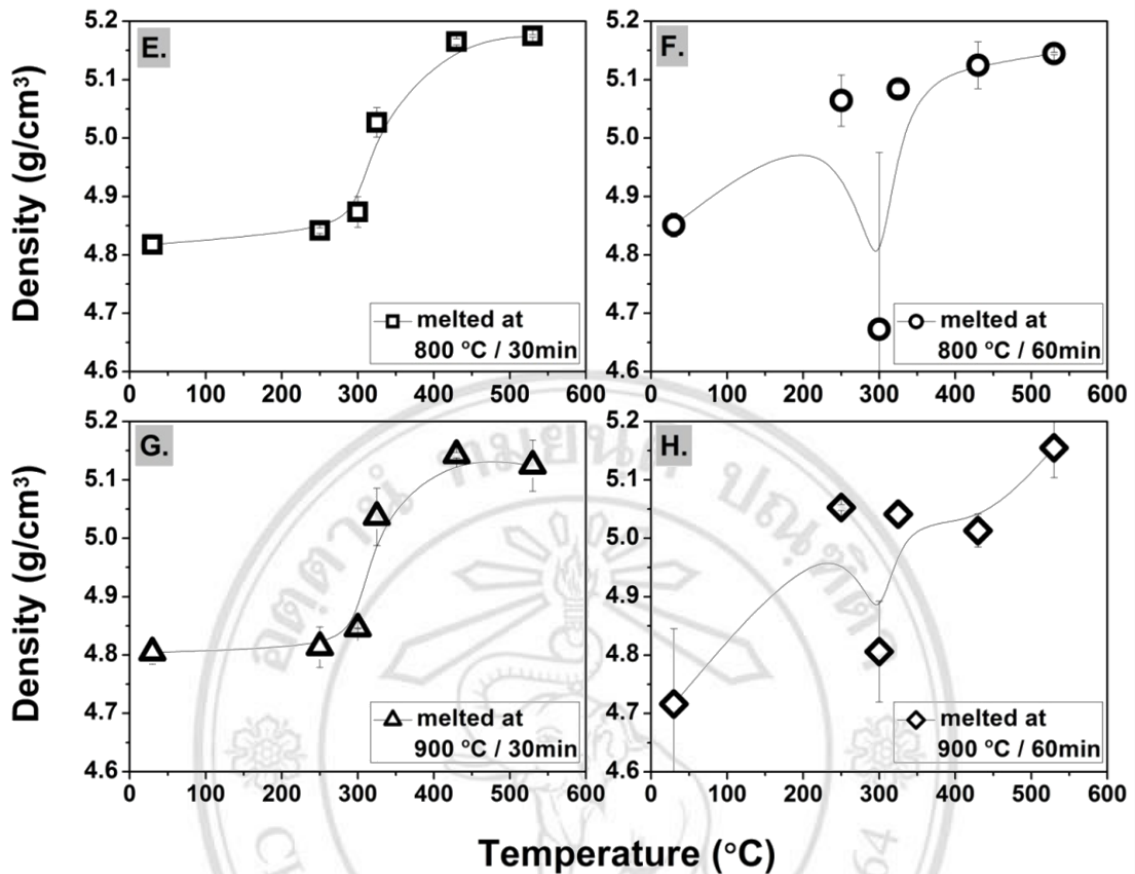 E.
F.
Density (g/cm³)
5.2
5.1
5.0
4.9
4.8
4.7
4.6
0 100 200 300 400 500 600
melted at
800 °C / 30min
5.2
5.1
5.0
4.9
4.8
4.7
4.6
0 100 200 300 400 500 600
melted at
800 °C / 60min
G.
H.
Density (g/cm³)
5.2
5.1
5.0
4.9
4.8
4.7
4.6
0 100 200 300 400 500 600
melted at
900 °C / 30min
5.2
5.1
5.0
4.9
4.8
4.7
4.6
0 100 200 300 400 500 600
melted at
900 °C / 60min
Temperature (°C)